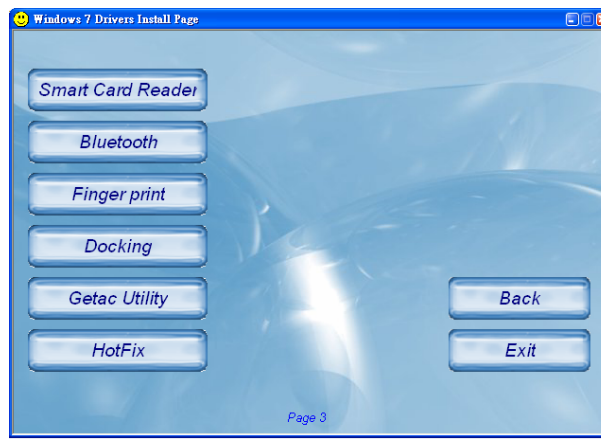 Windows 7 Drivers Install Page
Smart Card Reader
Bluetooth
Finger print
Docking
Getac Utility
HotFix
Back
Exit
Page 3